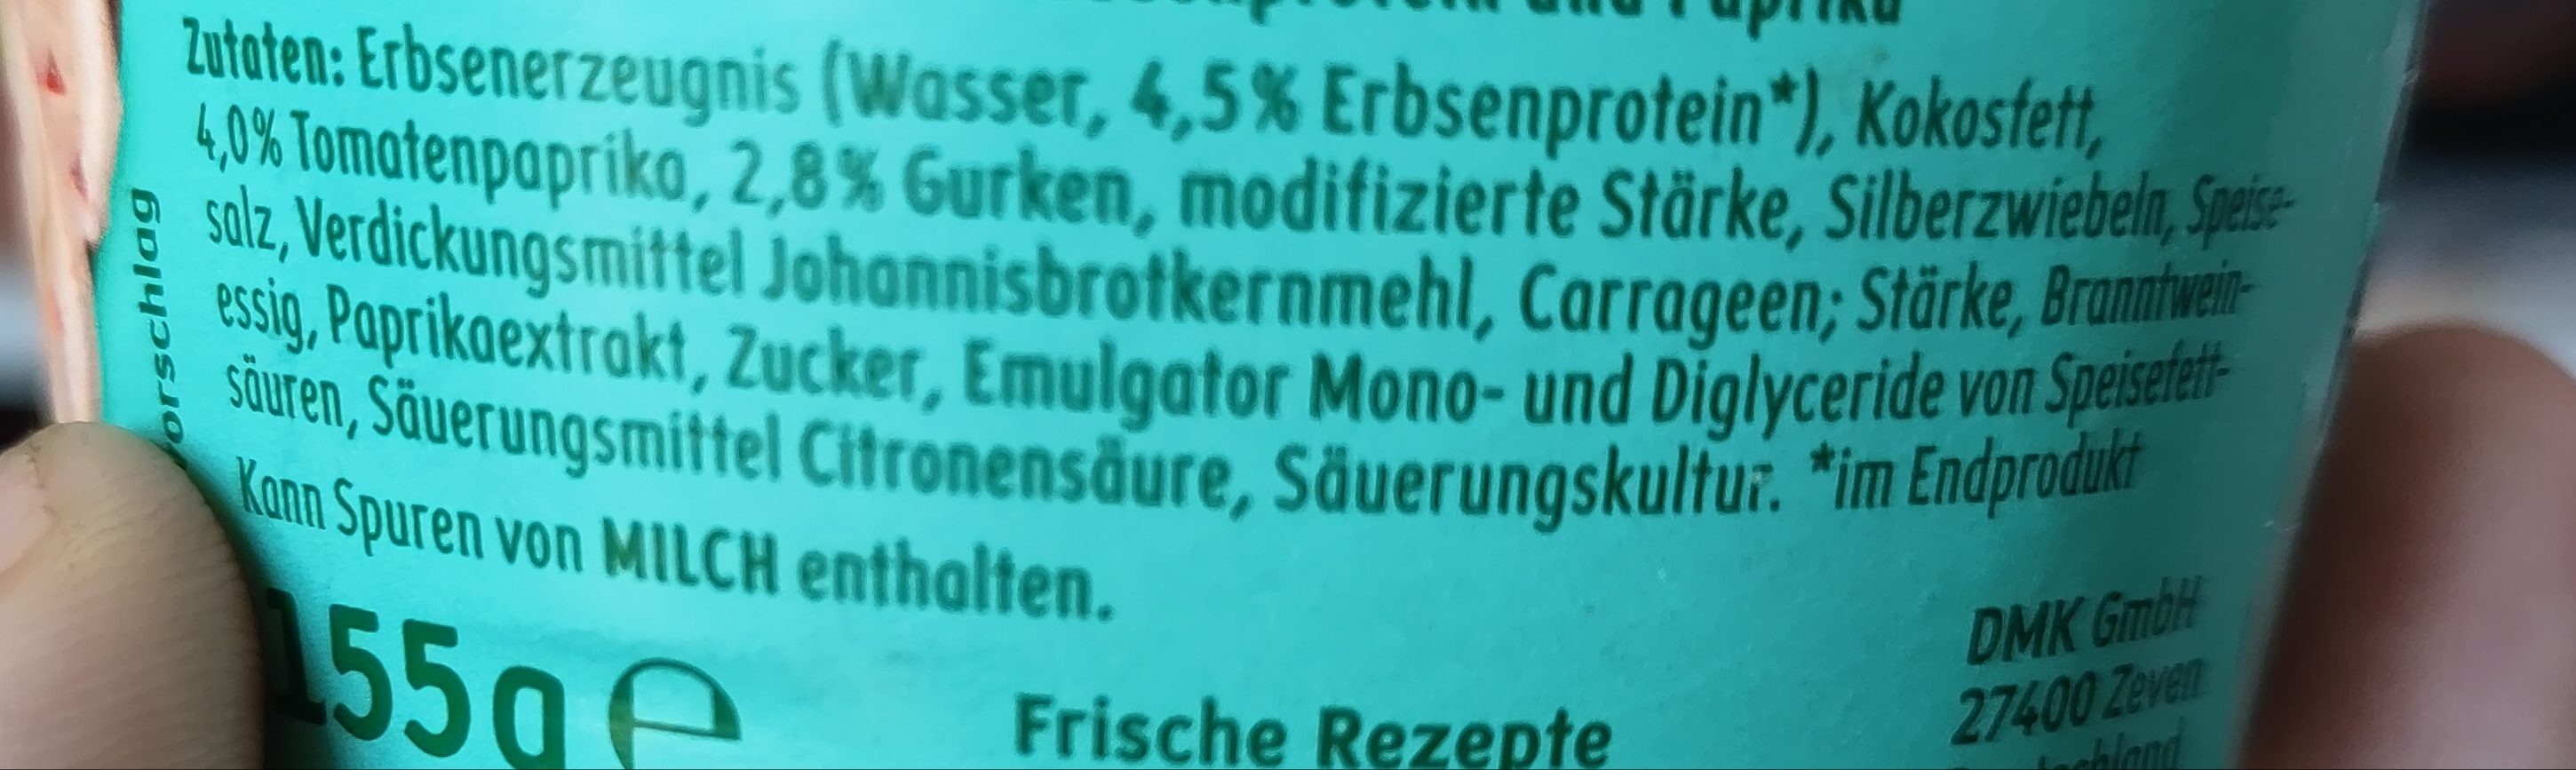 und Paprika
Zutaten: Erbsenerzeugnis (Wasser, 4,5% Erbsenprotein*), Kokosfett,
4,0% Tomatenpaprika, 2,8% Gurken, modifizierte Stärke, Silberzwiebeln, Speise-
salz, Verdickungsmittel Johannisbrotkernmehl, Carrageen; Stärke, Branntwein-
essig, Paprikaextrakt, Zucker, Emulgator Mono- und Diglyceride von Speisefett-
säuren, Säuerungsmittel Citronensäure, Säuerungskultur. *im Endprodukt
Kann Spuren von MILCH enthalten.
155g e
Frische Rezepte
DMK GmbH
27400 Zeven